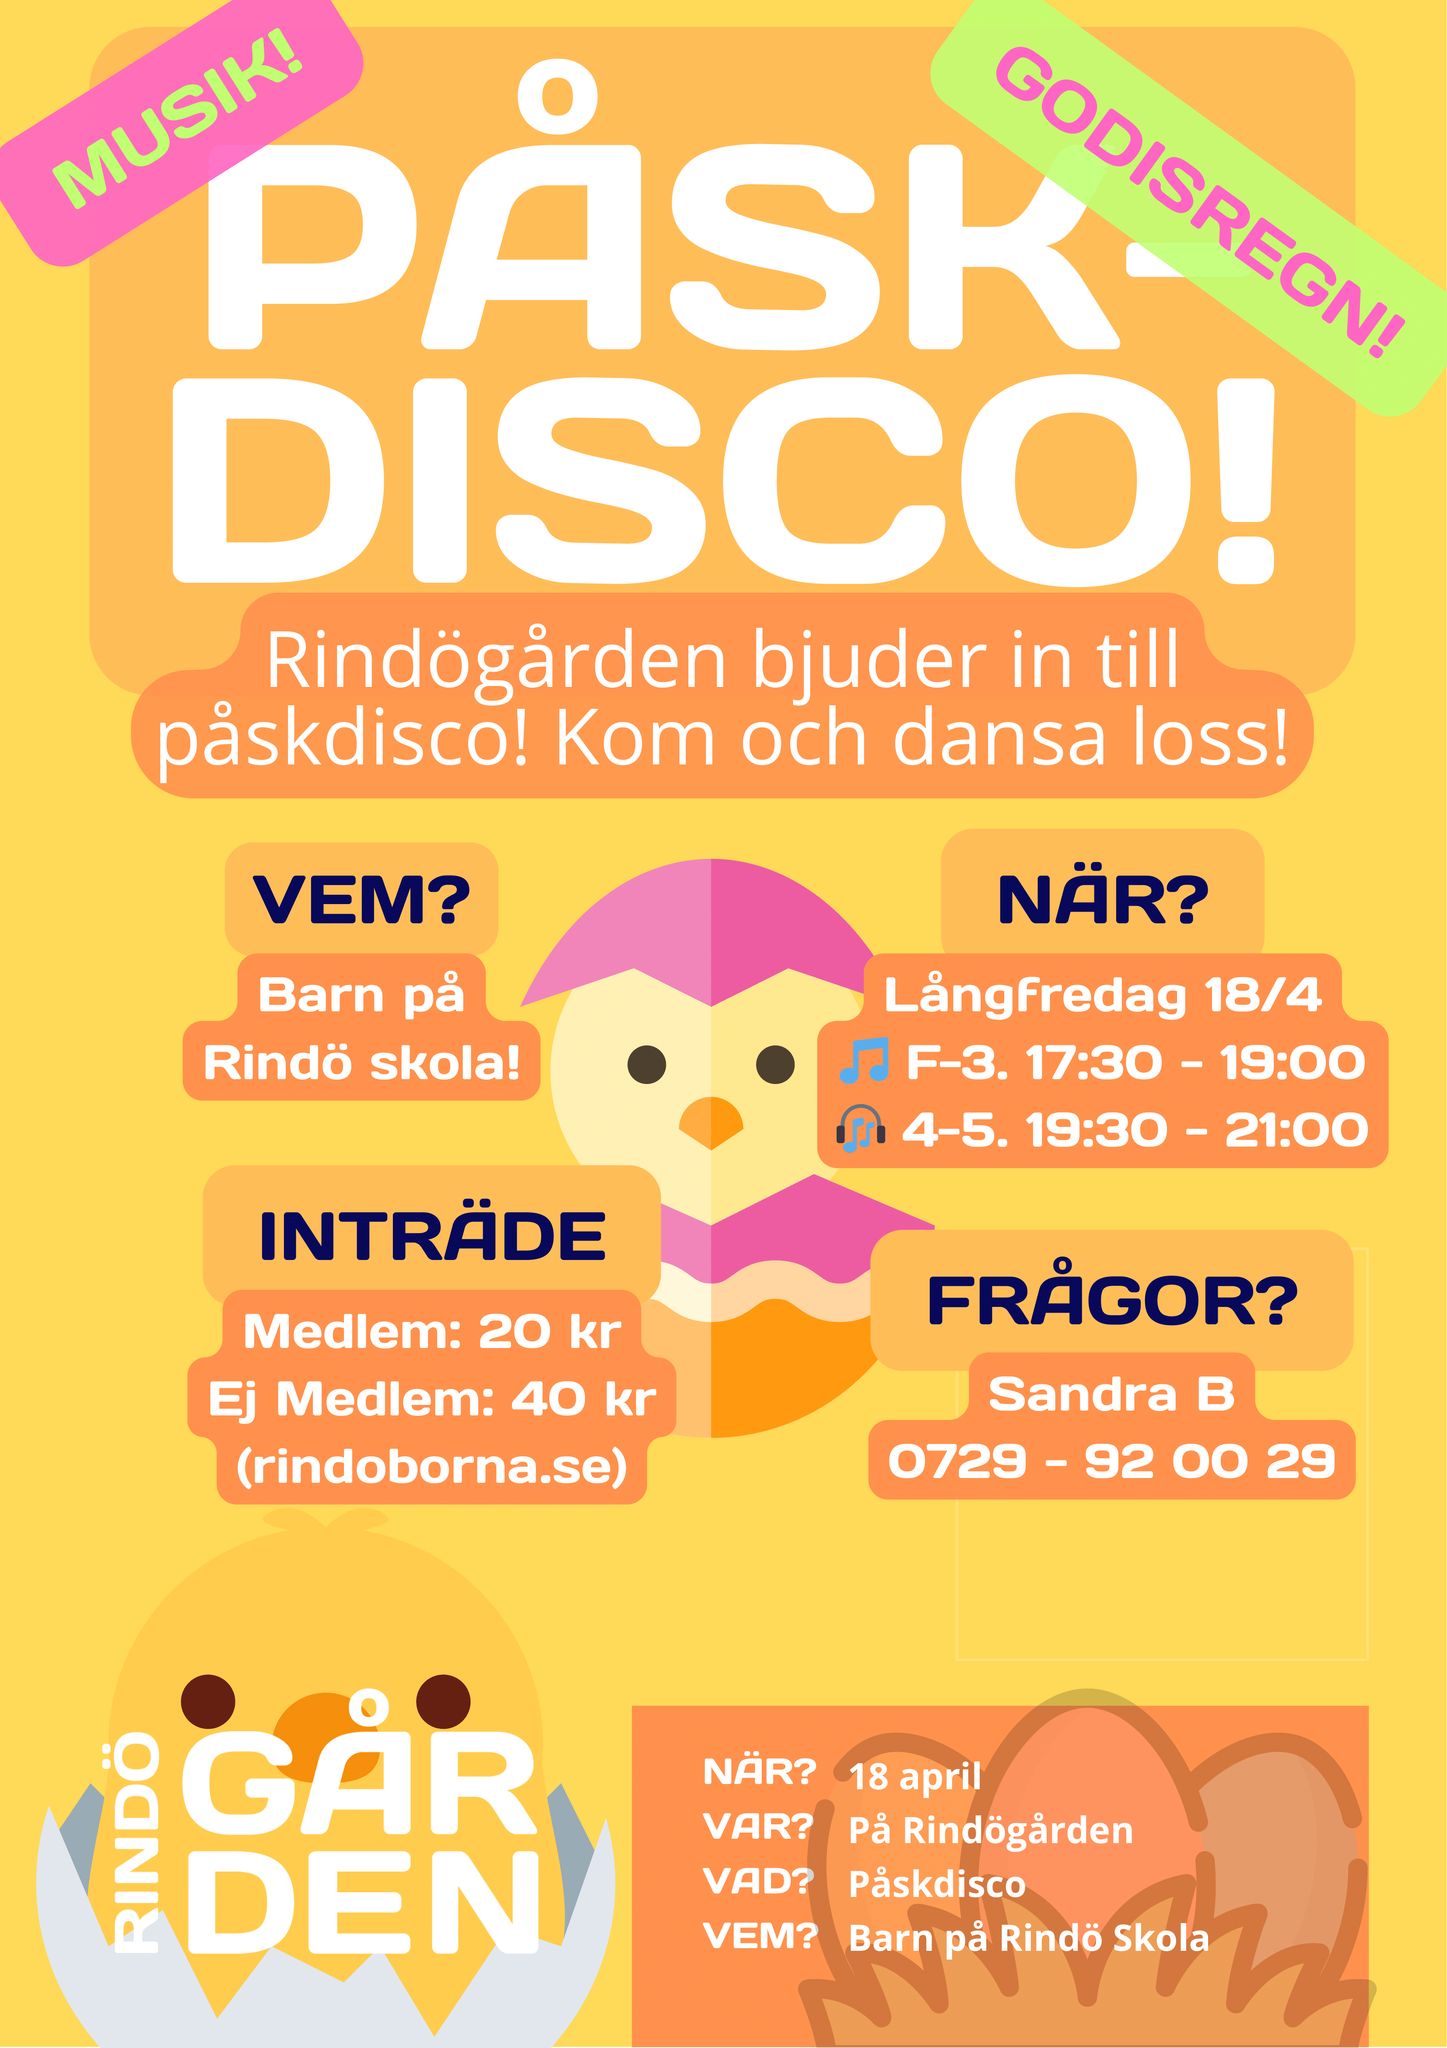 MUSIK!
GODISREGN!
PÅSK-
DISCO!
Rindögården bjuder in till
påskdisco! Kom och dansa loss!
VEM?
Barn på
Rindö skola!
NÄR?
Långfredag 18/4
🎵 F-3. 17:30 - 19:00
🎧 4-5. 19:30 - 21:00
INTRÄDE
Medlem: 20 kr
Ej Medlem: 40 kr
(rindoborna.se)
FRÅGOR?
Sandra B
0729 - 92 00 29
RINDÖ
GÅR
DEN
NÄR? 18 april
VAR? På Rindögården
VAD? Påskdisco
VEM? Barn på Rindö Skola